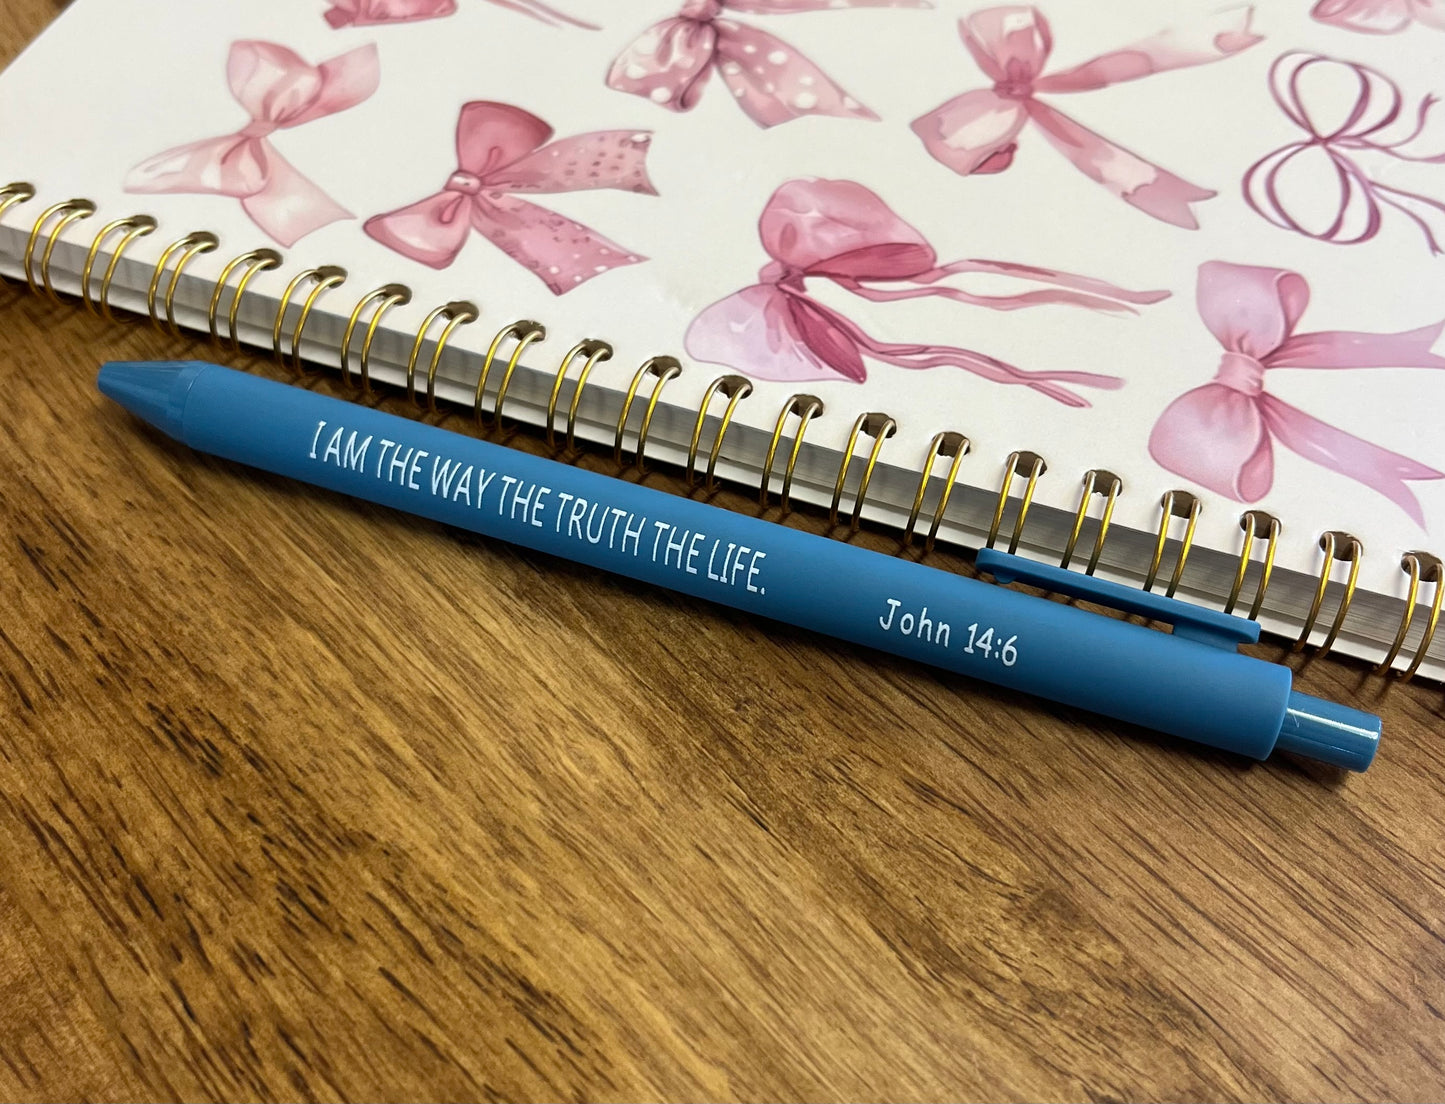 I AM THE WAY THE TRUTH THE LIFE.
John 14:6